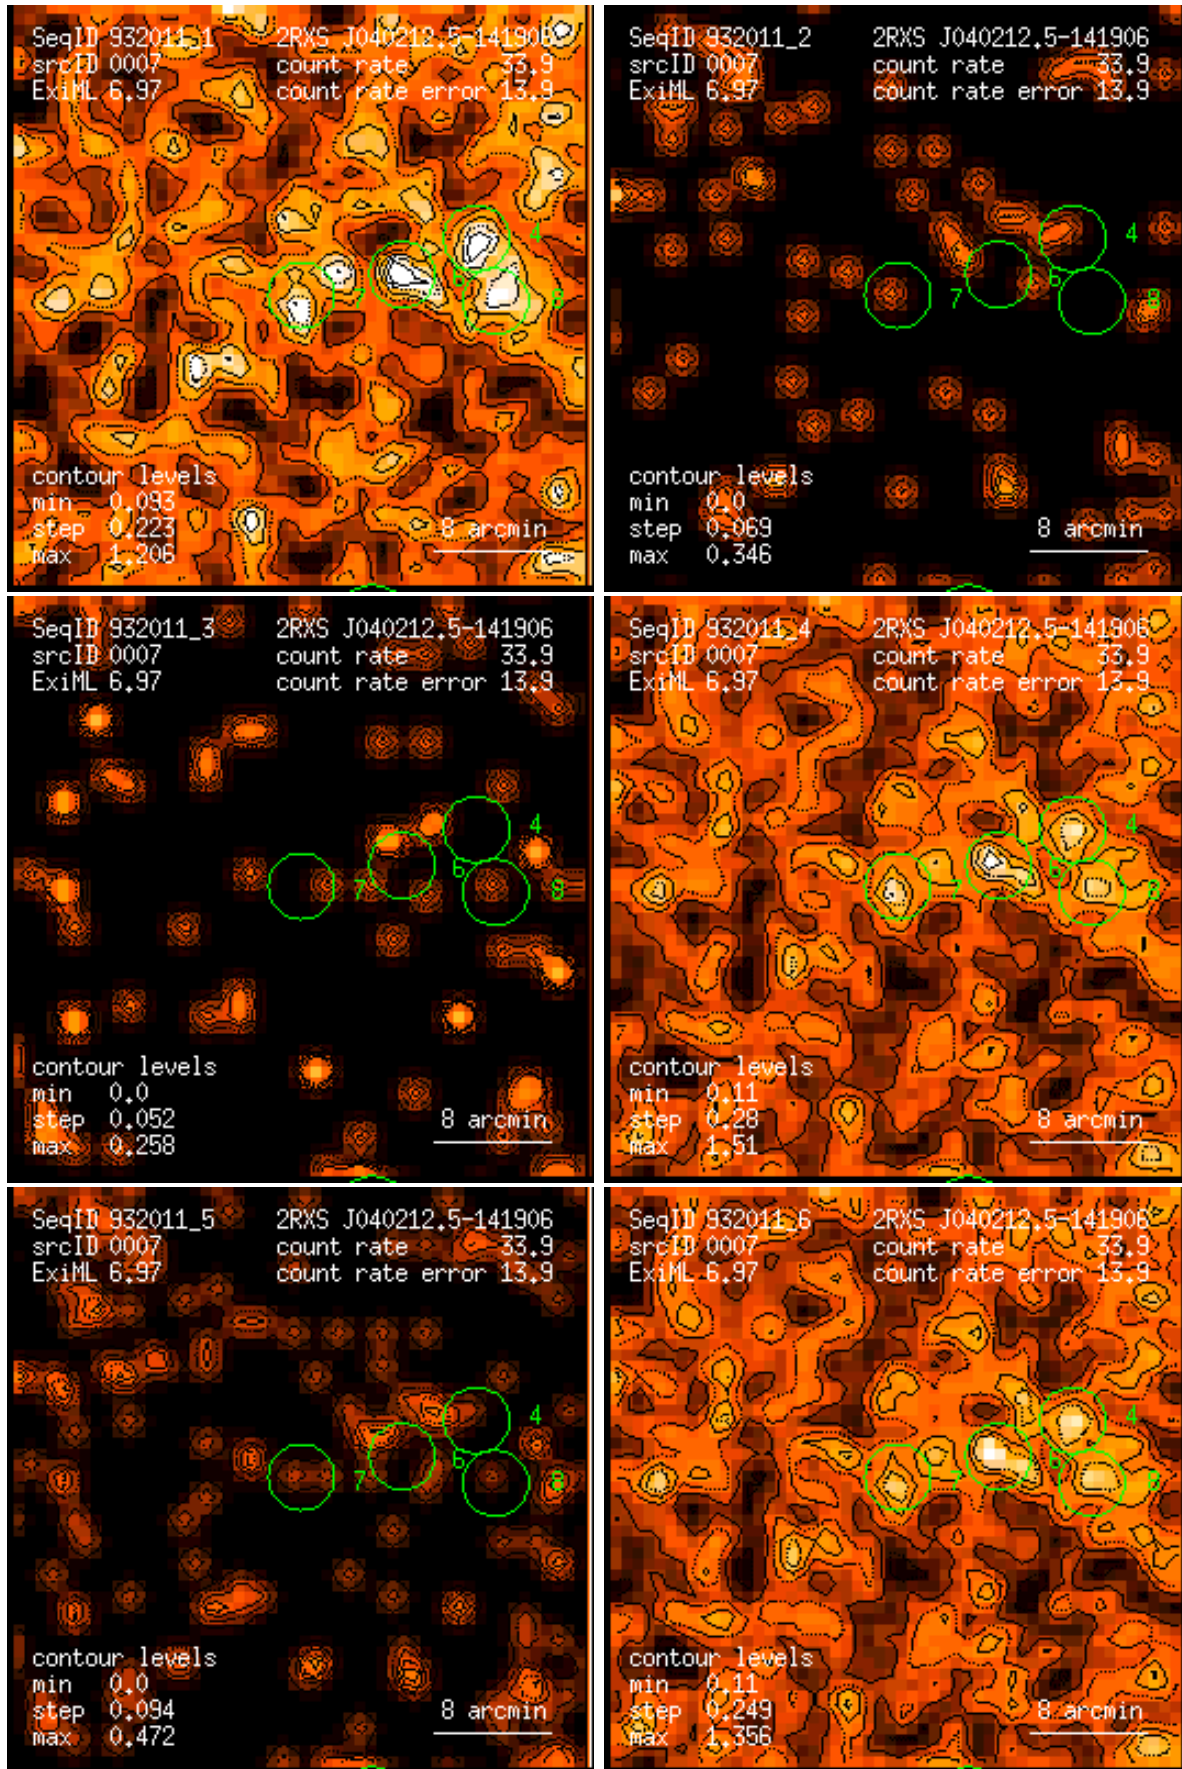 SeqID 932011_1 2RXS J040212.5-141906
srcID 0007 count rate 33.9
ExiML 6.97 count rate error 13.9
4
6
7 8
contour levels
min 0.093
step 0.223 8 arcmin
max 1.206
SeqID 932011_2 2RXS J040212.5-141906
srcID 0007 count rate 33.9
ExiML 6.97 count rate error 13.9
4
6
7 8
contour levels
min 0.0
step 0.069 8 arcmin
max 0.346
SeqID 932011_3 2RXS J040212.5-141906
srcID 0007 count rate 33.9
ExiML 6.97 count rate error 13.9
4
6
7 8
contour levels
min 0.0
step 0.052 8 arcmin
max 0.258
SeqID 932011_4 2RXS J040212.5-141906
srcID 0007 count rate 33.9
ExiML 6.97 count rate error 13.9
4
6
7 8
contour levels
min 0.11
step 0.28 8 arcmin
max 1.51
SeqID 932011_5 2RXS J040212.5-141906
srcID 0007 count rate 33.9
ExiML 6.97 count rate error 13.9
4
6
7 8
contour levels
min 0.0
step 0.094 8 arcmin
max 0.472
SeqID 932011_6 2RXS J040212.5-141906
srcID 0007 count rate 33.9
ExiML 6.97 count rate error 13.9
4
6
7 8
contour levels
min 0.11
step 0.249 8 arcmin
max 1.356